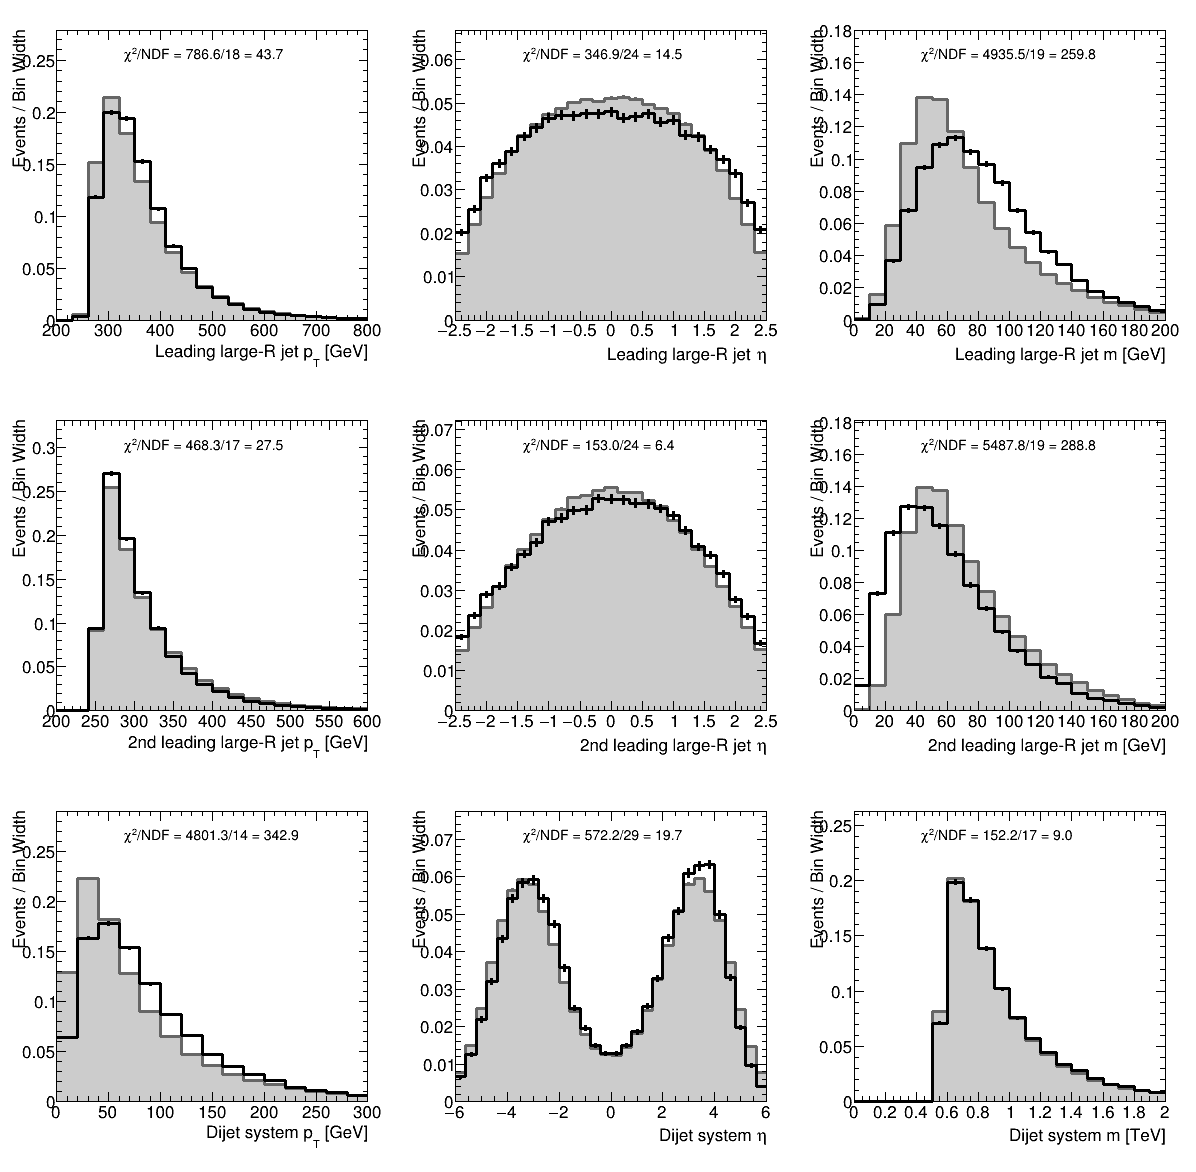 Events / Bin Width
χ²/NDF = 786.6/18 = 43.7
0.25
0.2
0.15
0.1
0.05
0
200 300 400 500 600 700 800
Leading large-R jet p_T [GeV]
Events / Bin Width
χ²/NDF = 346.9/24 = 14.5
0.06
0.05
0.04
0.03
0.02
0.01
0
−2.5 −2 −1.5 −1 −0.5 0 0.5 1 1.5 2 2.5
Leading large-R jet η
Events / Bin Width
χ²/NDF = 4935.5/19 = 259.8
0.18
0.16
0.14
0.12
0.1
0.08
0.06
0.04
0.02
0
0 20 40 60 80 100 120 140 160 180 200
Leading large-R jet m [GeV]
Events / Bin Width
χ²/NDF = 468.3/17 = 27.5
0.3
0.25
0.2
0.15
0.1
0.05
0
200 250 300 350 400 450 500 550 600
2nd leading large-R jet p_T [GeV]
Events / Bin Width
χ²/NDF = 153.0/24 = 6.4
0.07
0.06
0.05
0.04
0.03
0.02
0.01
0
−2.5 −2 −1.5 −1 −0.5 0 0.5 1 1.5 2 2.5
2nd leading large-R jet η
Events / Bin Width
χ²/NDF = 5487.8/19 = 288.8
0.18
0.16
0.14
0.12
0.1
0.08
0.06
0.04
0.02
0
0 20 40 60 80 100 120 140 160 180 200
2nd leading large-R jet m [GeV]
Events / Bin Width
χ²/NDF = 4801.3/14 = 342.9
0.25
0.2
0.15
0.1
0.05
0
0 50 100 150 200 250 300
Dijet system p_T [GeV]
Events / Bin Width
χ²/NDF = 572.2/29 = 19.7
0.07
0.06
0.05
0.04
0.03
0.02
0.01
0
−6 −4 −2 0 2 4 6
Dijet system η
Events / Bin Width
χ²/NDF = 152.2/17 = 9.0
0.25
0.2
0.15
0.1
0.05
0
0 0.2 0.4 0.6 0.8 1 1.2 1.4 1.6 1.8 2
Dijet system m [TeV]